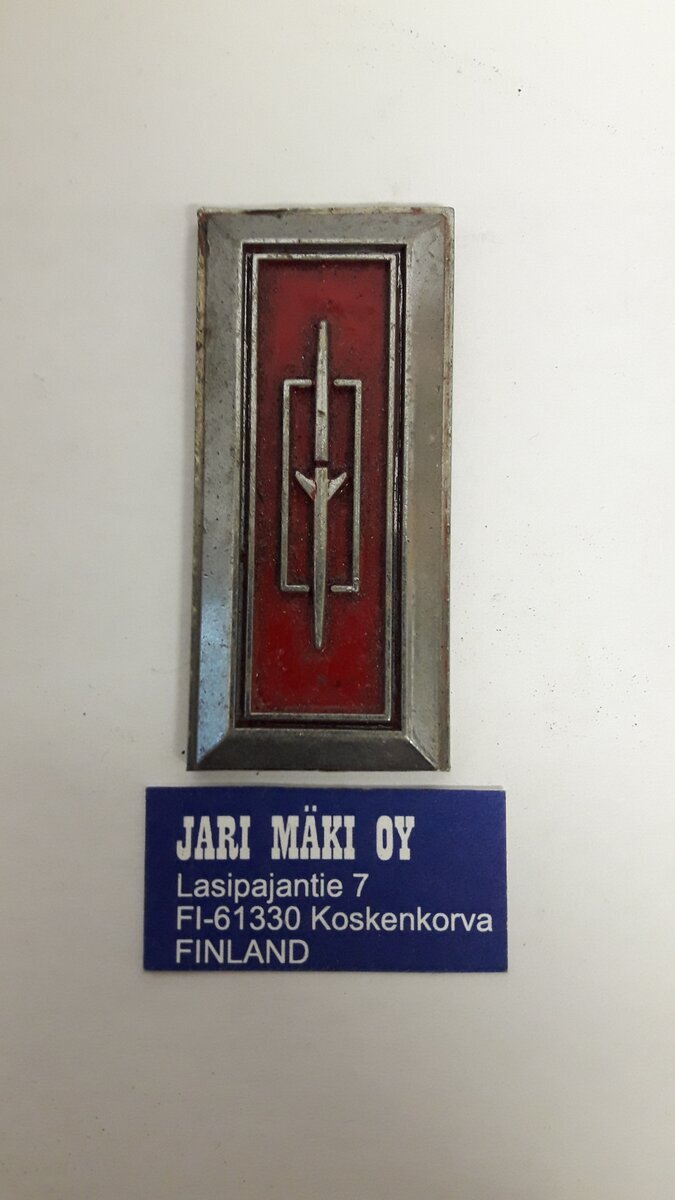 JARI MÄKI OY
Lasipajantie 7
FI-61330 Koskenkorva
FINLAND